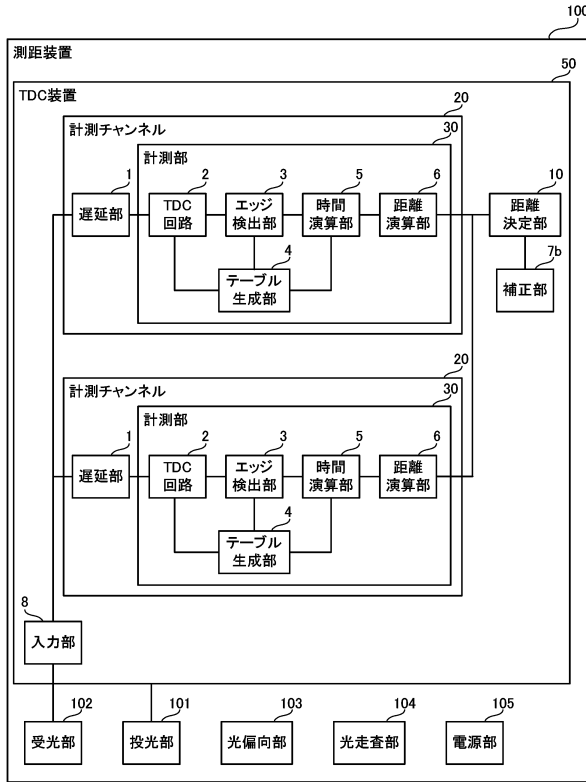 100
測距装置
50
TDC装置
20
計測チャンネル
30
計測部
1
2
3
5
6
10
遅延部
TDC
回路
エッジ
検出部
時間
演算部
距離
演算部
距離
決定部
4
7b
テーブル
生成部
補正部
20
計測チャンネル
30
計測部
1
2
3
5
6
遅延部
TDC
回路
エッジ
検出部
時間
演算部
距離
演算部
4
テーブル
生成部
8
入力部
102
101
103
104
105
受光部
投光部
光偏向部
光走査部
電源部